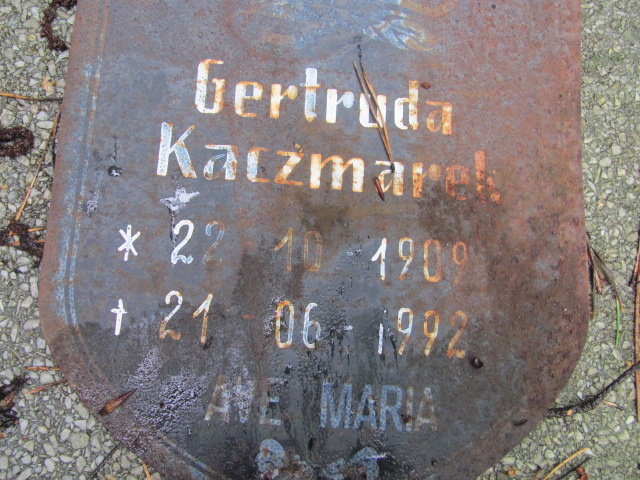 Gertruda
Kaczmarek
* 22 - 10 - 1909
† 21 - 06 - 1992
AVE MARIA